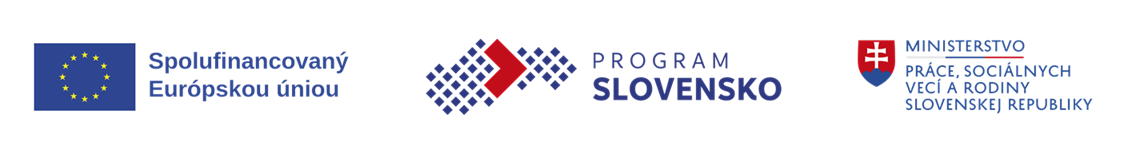 Spolufinancovaný
Európskou úniou
PROGRAM
SLOVENSKO
MINISTERSTVO
PRÁCE, SOCIÁLNYCH
VECÍ A RODINY
SLOVENSKEJ REPUBLIKY